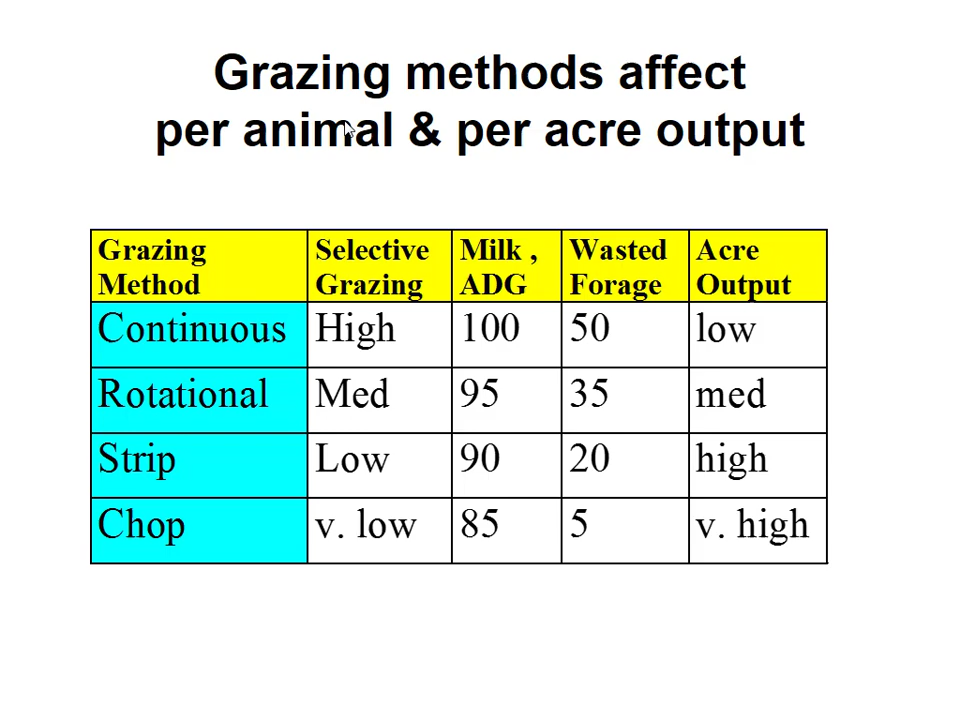 Grazing methods affect
per animal & per acre output
Grazing Method Selective Grazing Milk , ADG Wasted Forage Acre Output
Continuous High 100 50 low
Rotational Med 95 35 med
Strip Low 90 20 high
Chop v. low 85 5 v. high